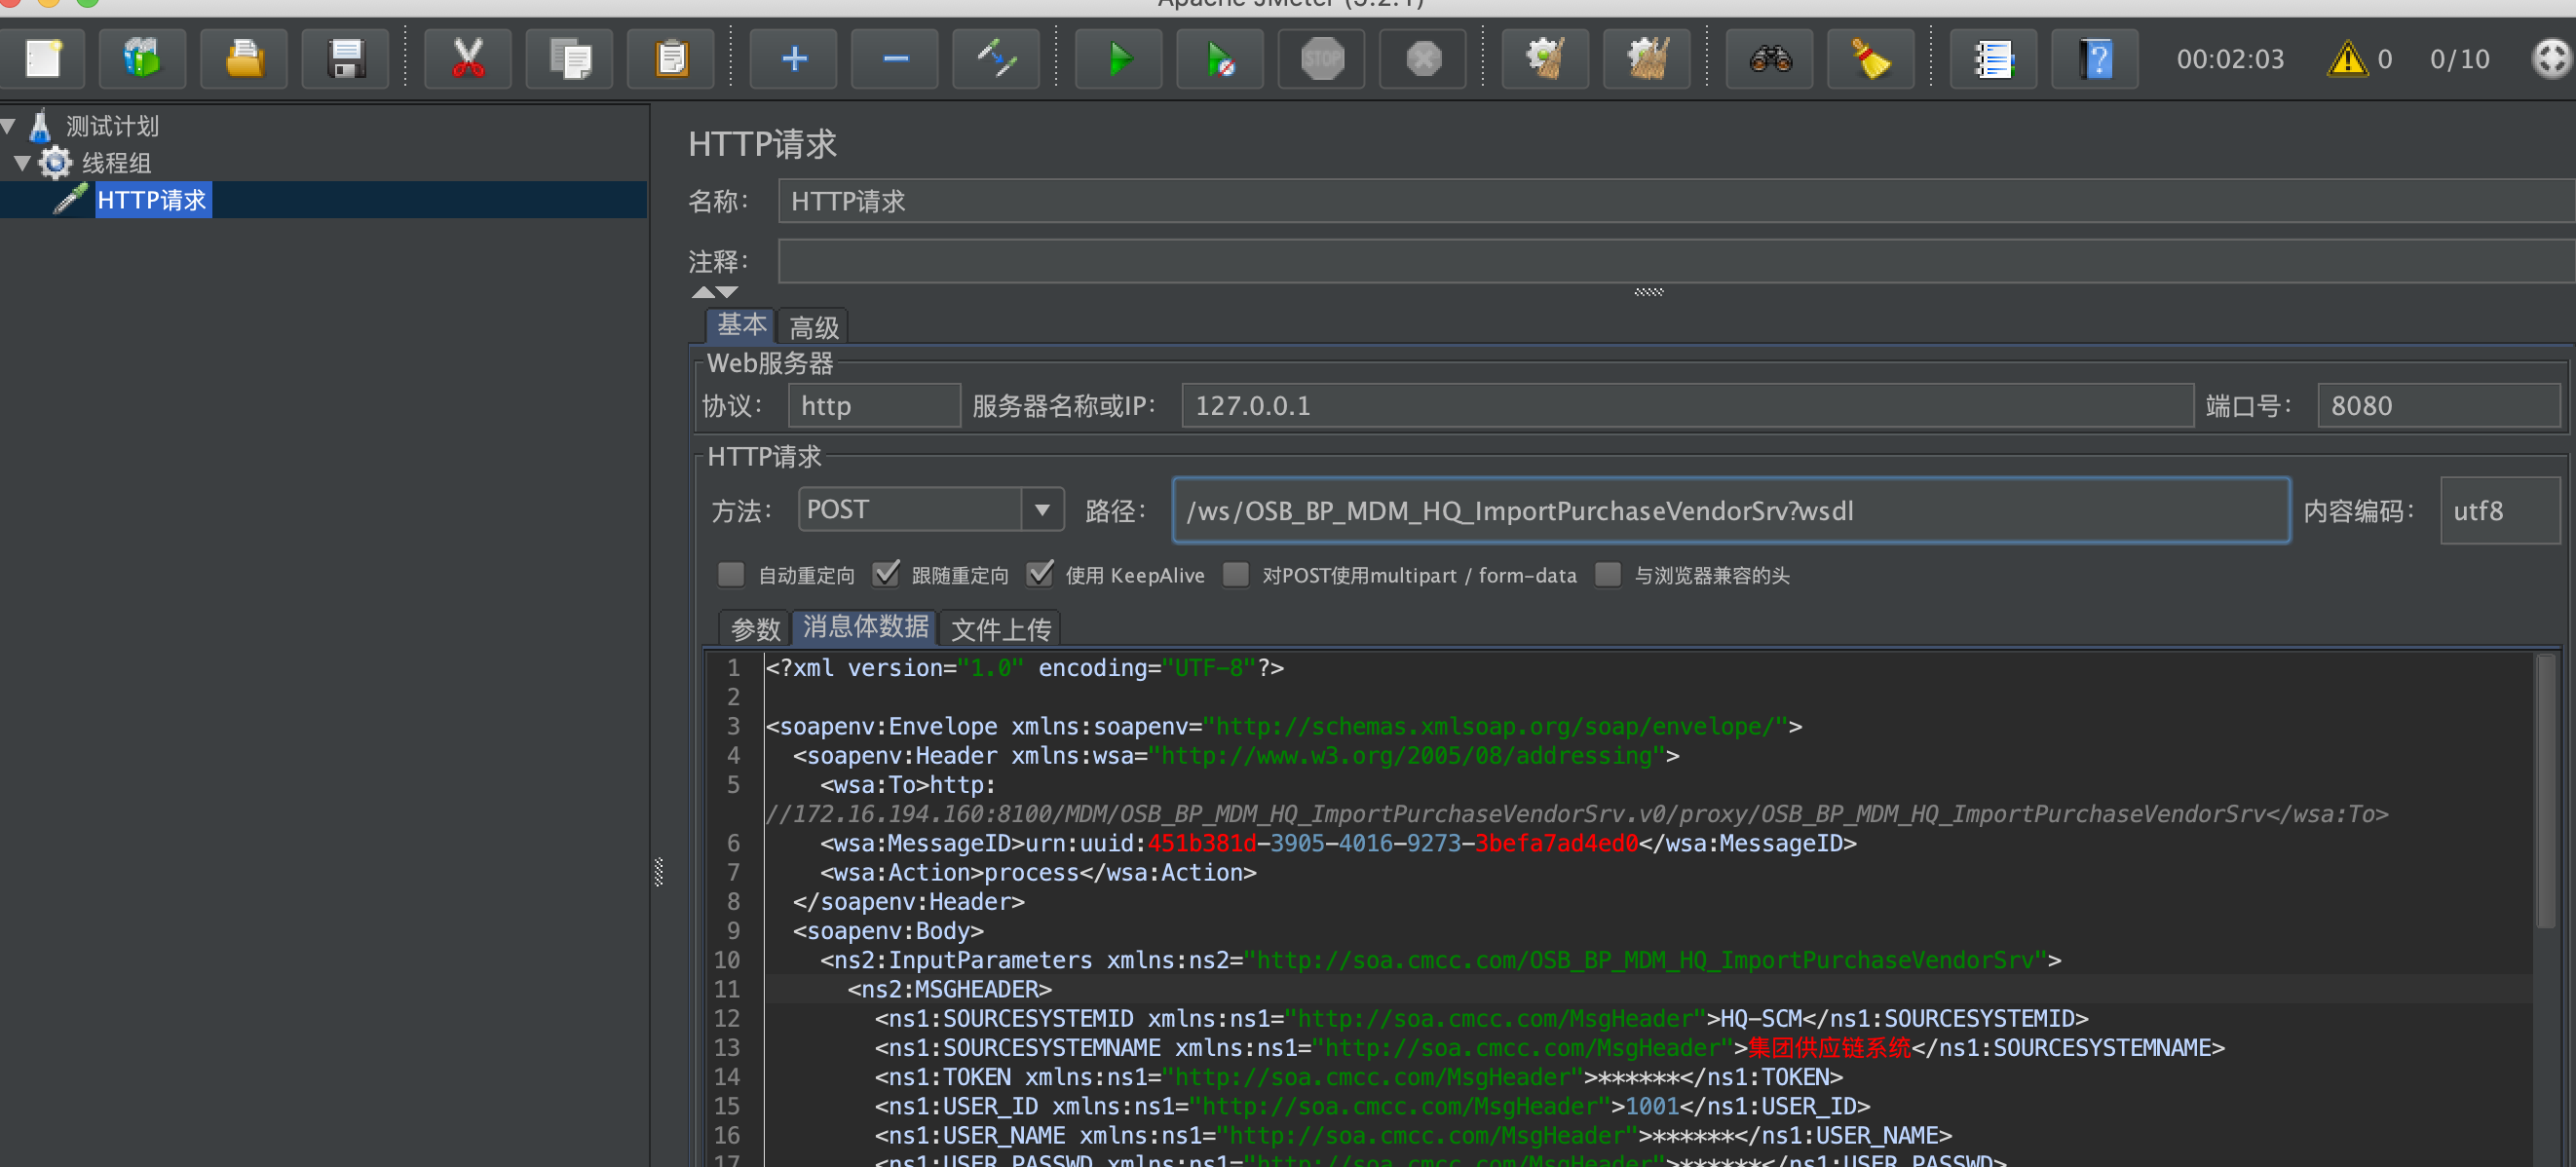 Apache JMeter (5.2.1)
STOP
00:02:03
0
0/10
测试计划
线程组
HTTP请求
HTTP请求
名称：
HTTP请求
注释：
基本 高级
Web服务器
协议： http 服务器名称或IP： 127.0.0.1 端口号： 8080
HTTP请求
方法： POST 路径： /ws/OSB_BP_MDM_HQ_ImportPurchaseVendorSrv?wsdl 内容编码： utf8
自动重定向 跟随重定向 使用 KeepAlive 对POST使用multipart / form-data 与浏览器兼容的头
参数 消息体数据 文件上传
1 <?xml version="1.0" encoding="UTF-8"?>
2
3 <soapenv:Envelope xmlns:soapenv="http://schemas.xmlsoap.org/soap/envelope/">
4 <soapenv:Header xmlns:wsa="http://www.w3.org/2005/08/addressing">
5 <wsa:To>http:
//172.16.194.160:8100/MDM/OSB_BP_MDM_HQ_ImportPurchaseVendorSrv.v0/proxy/OSB_BP_MDM_HQ_ImportPurchaseVendorSrv</wsa:To>
6 <wsa:MessageID>urn:uuid:451b381d-3905-4016-9273-3befa7ad4ed0</wsa:MessageID>
7 <wsa:Action>process</wsa:Action>
8 </soapenv:Header>
9 <soapenv:Body>
10 <ns2:InputParameters xmlns:ns2="http://soa.cmcc.com/OSB_BP_MDM_HQ_ImportPurchaseVendorSrv">
11 <ns2:MSGHEADER>
12 <ns1:SOURCESYSTEMID xmlns:ns1="http://soa.cmcc.com/MsgHeader">HQ-SCM</ns1:SOURCESYSTEMID>
13 <ns1:SOURCESYSTEMNAME xmlns:ns1="http://soa.cmcc.com/MsgHeader">集团供应链系统</ns1:SOURCESYSTEMNAME>
14 <ns1:TOKEN xmlns:ns1="http://soa.cmcc.com/MsgHeader">******</ns1:TOKEN>
15 <ns1:USER_ID xmlns:ns1="http://soa.cmcc.com/MsgHeader">1001</ns1:USER_ID>
16 <ns1:USER_NAME xmlns:ns1="http://soa.cmcc.com/MsgHeader">******</ns1:USER_NAME>
17 <ns1:USER_PASSWD xmlns:ns1="http://soa.cmcc.com/MsgHeader">******</ns1:USER_PASSWD>